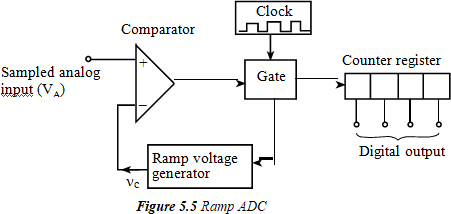 Clock
Comparator
Counter register
Sampled analog
input (VA)
+
Gate
−
Digital output
Ramp voltage
generator
vC
Figure 5.5 Ramp ADC